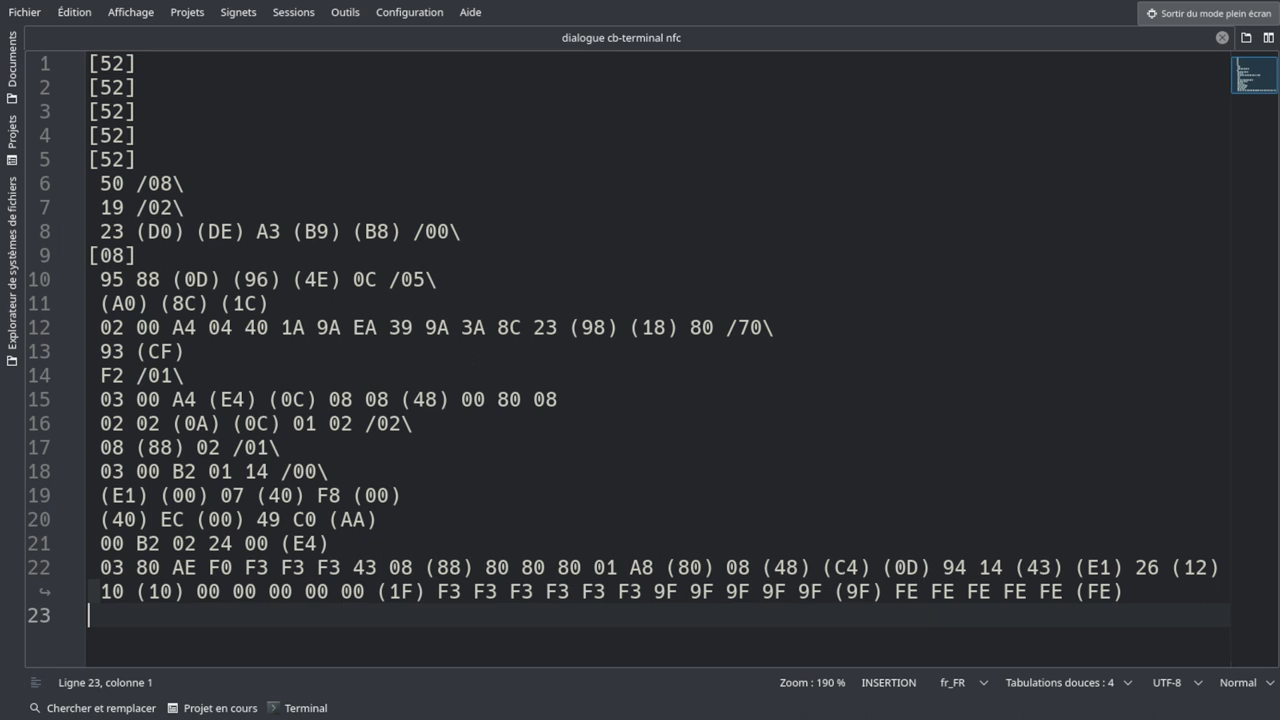 Fichier Édition Affichage Projets Signets Sessions Outils Configuration Aide
Sortir du mode plein écran
dialogue cb-terminal nfc
Documents
Projets
Explorateur de systèmes de fichiers
1 [52]
2 [52]
3 [52]
4 [52]
5 [52]
6 50 /08\
7 19 /02\
8 23 (D0) (DE) A3 (B9) (B8) /00\
9 [08]
10 95 88 (0D) (96) (4E) 0C /05\
11 (A0) (8C) (1C)
12 02 00 A4 04 40 1A 9A EA 39 9A 3A 8C 23 (98) (18) 80 /70\
13 93 (CF)
14 F2 /01\
15 03 00 A4 (E4) (0C) 08 08 (48) 00 80 08
16 02 02 (0A) (0C) 01 02 /02\
17 08 (88) 02 /01\
18 03 00 B2 01 14 /00\
19 (E1) (00) 07 (40) F8 (00)
20 (40) EC (00) 49 C0 (AA)
21 00 B2 02 24 00 (E4)
22 03 80 AE F0 F3 F3 F3 43 08 (88) 80 80 80 01 A8 (80) 08 (48) (C4) (0D) 94 14 (43) (E1) 26 (12)
10 (10) 00 00 00 00 00 (1F) F3 F3 F3 F3 F3 F3 9F 9F 9F 9F 9F (9F) FE FE FE FE FE (FE)
23
Ligne 23, colonne 1
Zoom : 190 % INSERTION fr_FR Tabulations douces : 4 UTF-8 Normal
Chercher et remplacer Projet en cours Terminal